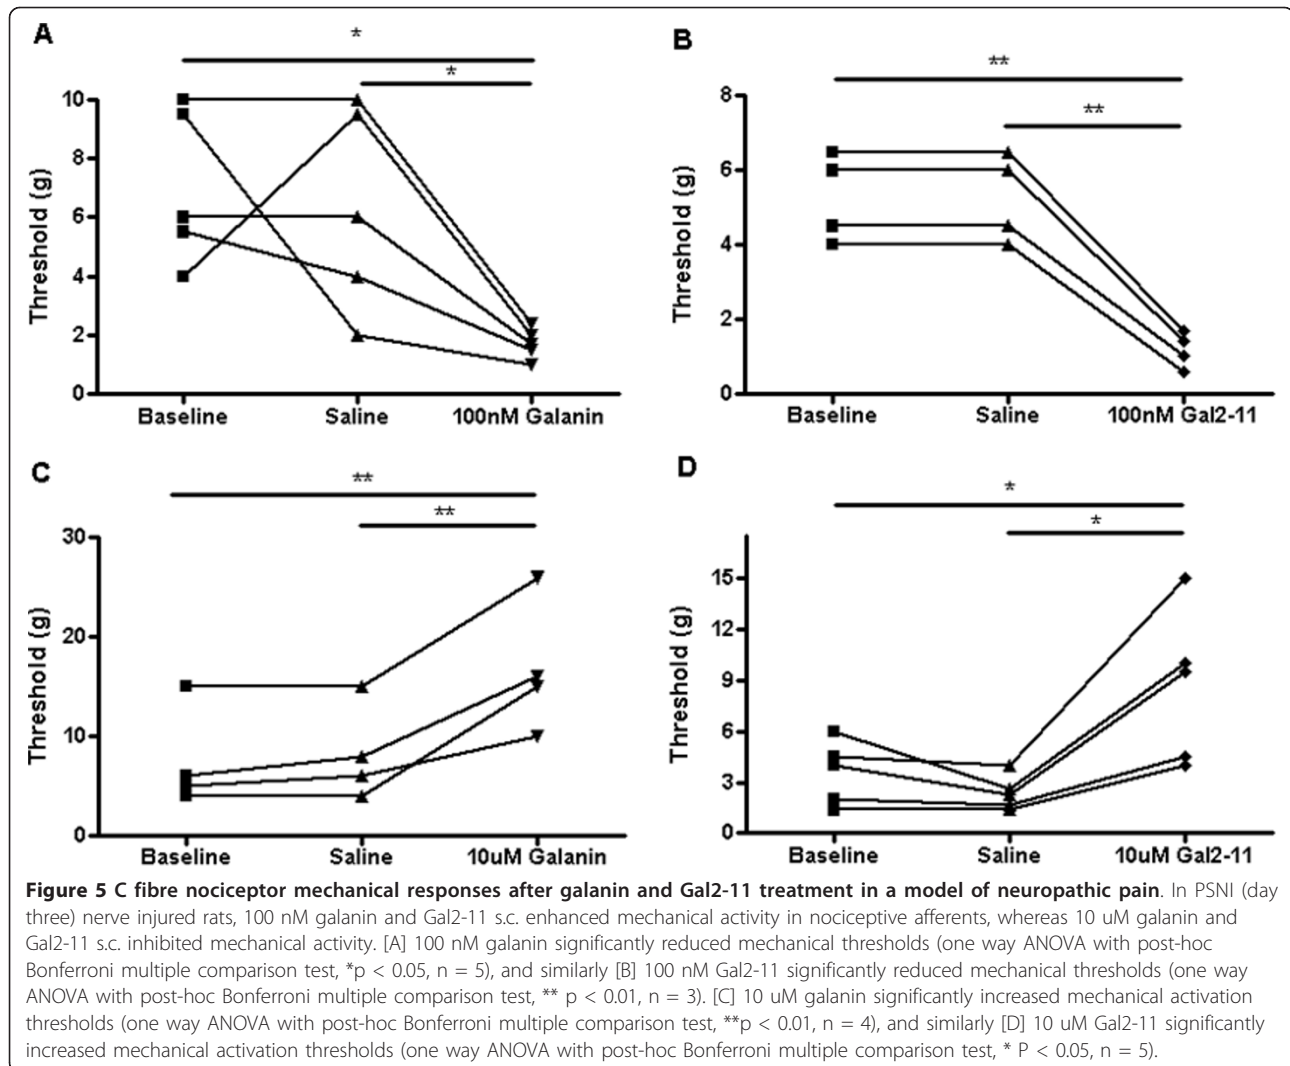 A
*
*
Threshold (g)
10
8
6
4
2
0
Baseline Saline 100nM Galanin
B
**
**
Threshold (g)
8
6
4
2
0
Baseline Saline 100nM Gal2-11
C
**
**
Threshold (g)
30
20
10
0
Baseline Saline 10uM Galanin
D
*
*
Threshold (g)
15
12
9
6
3
0
Baseline Saline 10uM Gal2-11
Figure 5 C fibre nociceptor mechanical responses after galanin and Gal2-11 treatment in a model of neuropathic pain. In PSNI (day
three) nerve injured rats, 100 nM galanin and Gal2-11 s.c. enhanced mechanical activity in nociceptive afferents, whereas 10 uM galanin and
Gal2-11 s.c. inhibited mechanical activity. [A] 100 nM galanin significantly reduced mechanical thresholds (one way ANOVA with post-hoc
Bonferroni multiple comparison test, *p < 0.05, n = 5), and similarly [B] 100 nM Gal2-11 significantly reduced mechanical thresholds (one way
ANOVA with post-hoc Bonferroni multiple comparison test, ** p < 0.01, n = 3). [C] 10 uM galanin significantly increased mechanical activation
thresholds (one way ANOVA with post-hoc Bonferroni multiple comparison test, **p < 0.01, n = 4), and similarly [D] 10 uM Gal2-11 significantly
increased mechanical activation thresholds (one way ANOVA with post-hoc Bonferroni multiple comparison test, * P < 0.05, n = 5).